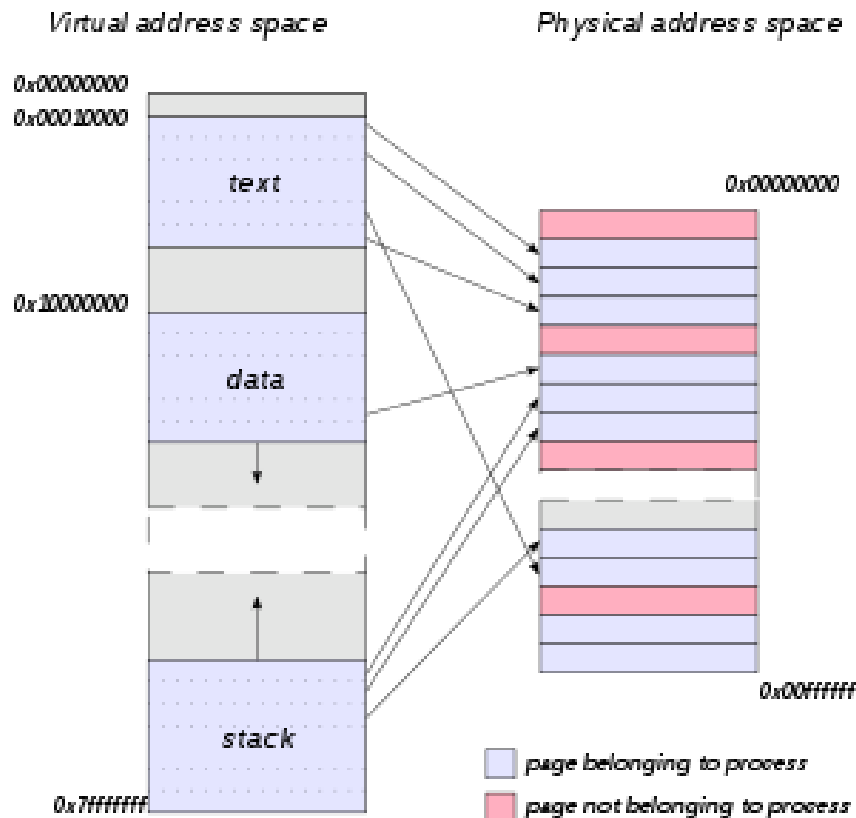 Virtual address space
Physical address space
0x00000000
0x00010000
text
0x00000000
0x10000000
data
stack
0x00ffffff
page belonging to process
0x7fffffff
page not belonging to process